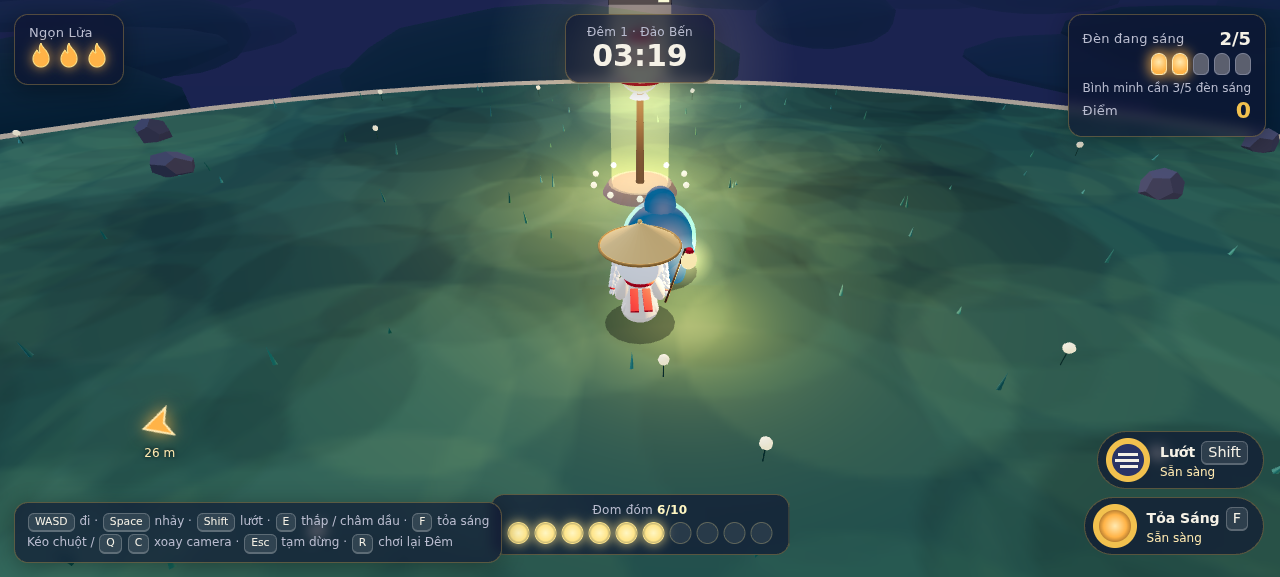 Ngọn Lửa
Đêm 1 · Đảo Bến
03:19
Đèn đang sáng 2/5
Bình minh cần 3/5 đèn sáng
Điểm 0
26 m
Lướt Shift
Sẵn sàng
Tỏa Sáng F
Sẵn sàng
Đom đóm 6/10
WASD đi · Space nhảy · Shift lướt · E thắp / châm dầu · F tỏa sáng
Kéo chuột / Q C xoay camera · Esc tạm dừng · R chơi lại Đêm